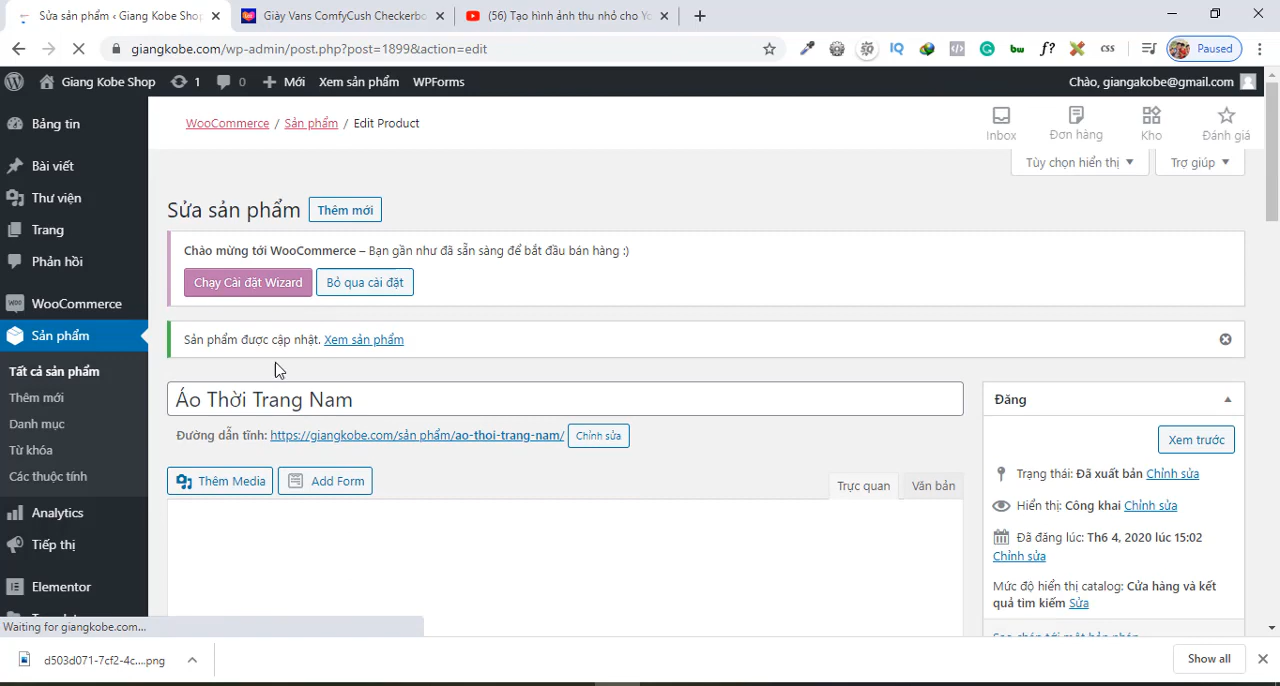 Sửa sản phẩm ‹ Giang Kobe Shop
Giày Vans ComfyCush Checkerbo
(56) Tạo hình ảnh thu nhỏ cho Yo
giangkobe.com/wp-admin/post.php?post=1899&action=edit
IQ
bw
f?
css
Paused
Giang Kobe Shop
1
0
Mới
Xem sản phẩm
WPForms
Chào, giangakobe@gmail.com
Bảng tin
Bài viết
Thư viện
Trang
Phản hồi
WooCommerce
Sản phẩm
Tất cả sản phẩm
Thêm mới
Danh mục
Từ khóa
Các thuộc tính
Analytics
Tiếp thị
Elementor
WooCommerce / Sản phẩm / Edit Product
Inbox
Đơn hàng
Kho
Đánh giá
Tùy chọn hiển thị
Trợ giúp
Sửa sản phẩm
Thêm mới
Chào mừng tới WooCommerce – Bạn gần như đã sẵn sàng để bắt đầu bán hàng :)
Chạy Cài đặt Wizard
Bỏ qua cài đặt
Sản phẩm được cập nhật. Xem sản phẩm
Áo Thời Trang Nam
Đường dẫn tĩnh: https://giangkobe.com/sản phẩm/ao-thoi-trang-nam/
Chỉnh sửa
Thêm Media
Add Form
Trực quan
Văn bản
Đăng
Xem trước
Trạng thái: Đã xuất bản Chỉnh sửa
Hiển thị: Công khai Chỉnh sửa
Đã đăng lúc: Th6 4, 2020 lúc 15:02
Chỉnh sửa
Mức độ hiển thị catalog: Cửa hàng và kết
quả tìm kiếm Sửa
Waiting for giangkobe.com...
d503d071-7cf2-4c....png
Show all